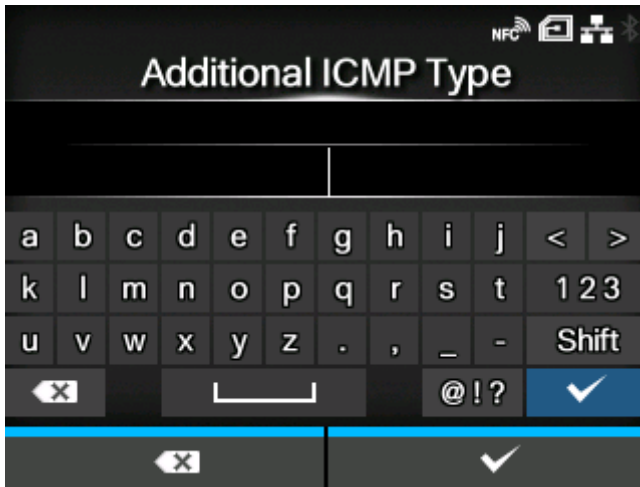 NFC
Additional ICMP Type
a b c d e f g h i j < >
k l m n o p q r s t 123
u v w x y z . , _ - Shift
@!?